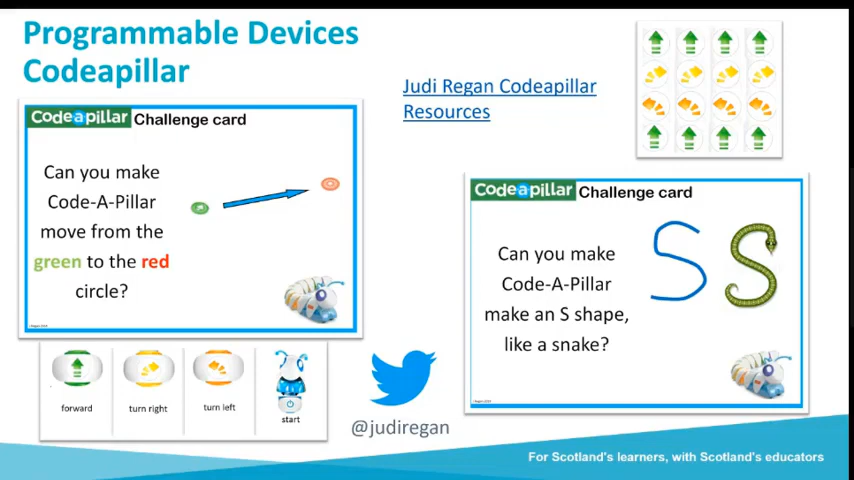 Programmable Devices
Codeapillar
Judi Regan Codeapillar
Resources
Codeapillar Challenge card
Can you make
Code-A-Pillar
move from the
green to the red
circle?
Codeapillar Challenge card
Can you make
Code-A-Pillar
make an S shape,
like a snake?
forward
turn right
turn left
start
@judiregan
For Scotland's learners, with Scotland's educators